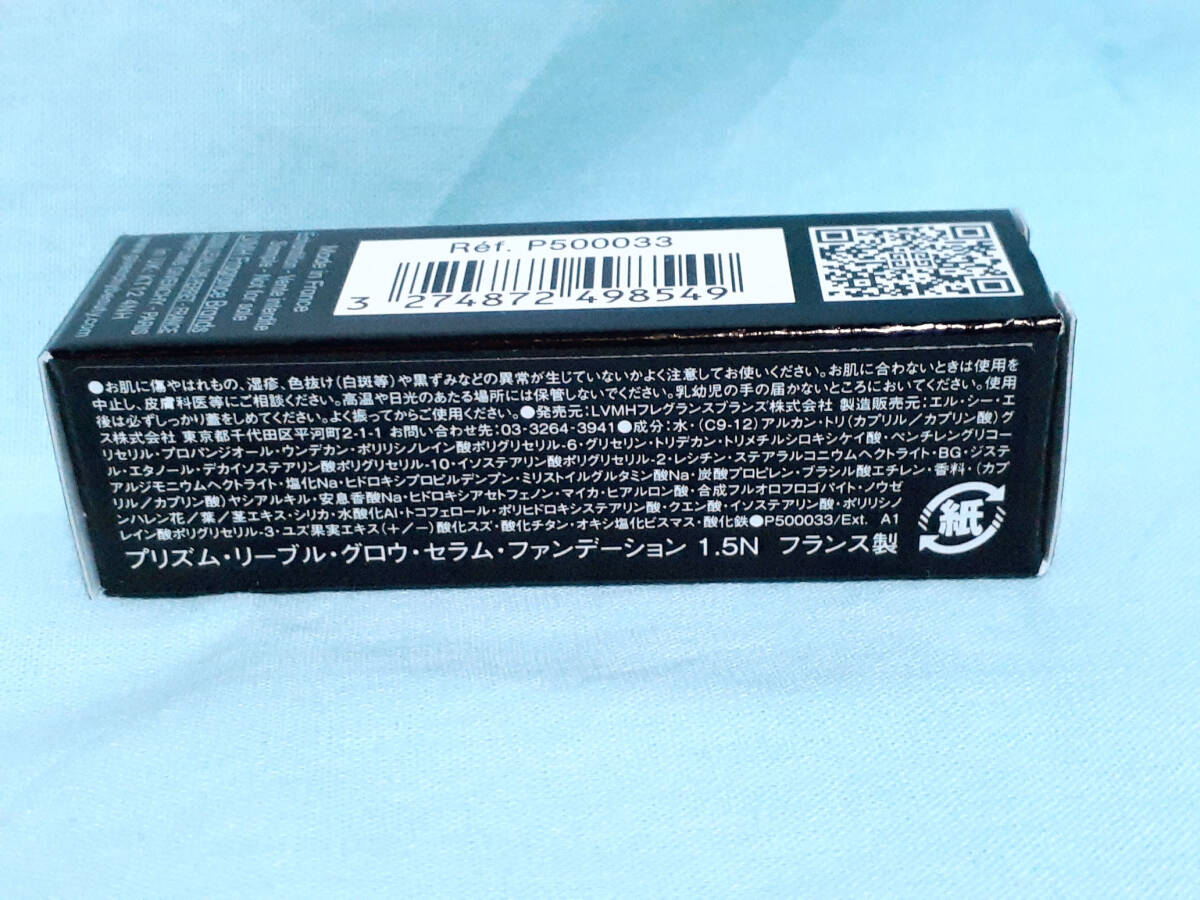 Réf. P500033
3 274872 498549
Made in France
Echantillon - Vente interdite
Sample - Not for sale
LVMH Fragrance Brands
●お肌に傷やはれもの、湿疹、色抜け(白斑等)や黒ずみなどの異常が生じていないかよく注意してお使いください。お肌に合わないときは使用を
中止し、皮膚科医等にご相談ください。高温や日光のあたる場所には保管しないでください。乳幼児の手の届かないところにおいてください。使用
後は必ずしっかり蓋をしめてください。よく振ってからご使用ください。●発売元:LVMHフレグランスブランズ株式会社 製造販売元:エル・シー・エ
ス株式会社 東京都千代田区平河町2-1-1 お問い合わせ先:03-3264-3941●成分:水・(C9-12)アルカン・トリ(カプリル/カプリン酸)グ
リセリル・プロパンジオール・ウンデカン・ポリリシノレイン酸ポリグリセリル-6・グリセリン・トリデカン・トリメチルシロキシケイ酸・ペンチレングリコー
ル・エタノール・デカイソステアリン酸ポリグリセリル-10・イソステアリン酸ポリグリセリル-2・レシチン・ステアラルコニウムヘクトライト・BG・ジステ
アルジモニウムヘクトライト・塩化Na・ヒドロキシプロピルデンプン・ミリストイルグルタミン酸Na・炭酸プロピレン・ブラシル酸エチレン・香料・(カプ
リル/カプリン酸)ヤシアルキル・安息香酸Na・ヒドロキシアセトフェノン・マイカ・ヒアルロン酸・合成フルオロフロゴパイト・ノウゼ
ンハレン花/葉/茎エキス・シリカ・水酸化Al・トコフェロール・ポリヒドロキシステアリン酸・クエン酸・イソステアリン酸・ポリリシノ
レイン酸ポリグリセリル-3・ユズ果実エキス(+/-)酸化スズ・酸化チタン・オキシ塩化ビスマス・酸化鉄●P500033/Ext. A1
プリズム・リーブル・グロウ・セラム・ファンデーション 1.5N フランス製
紙